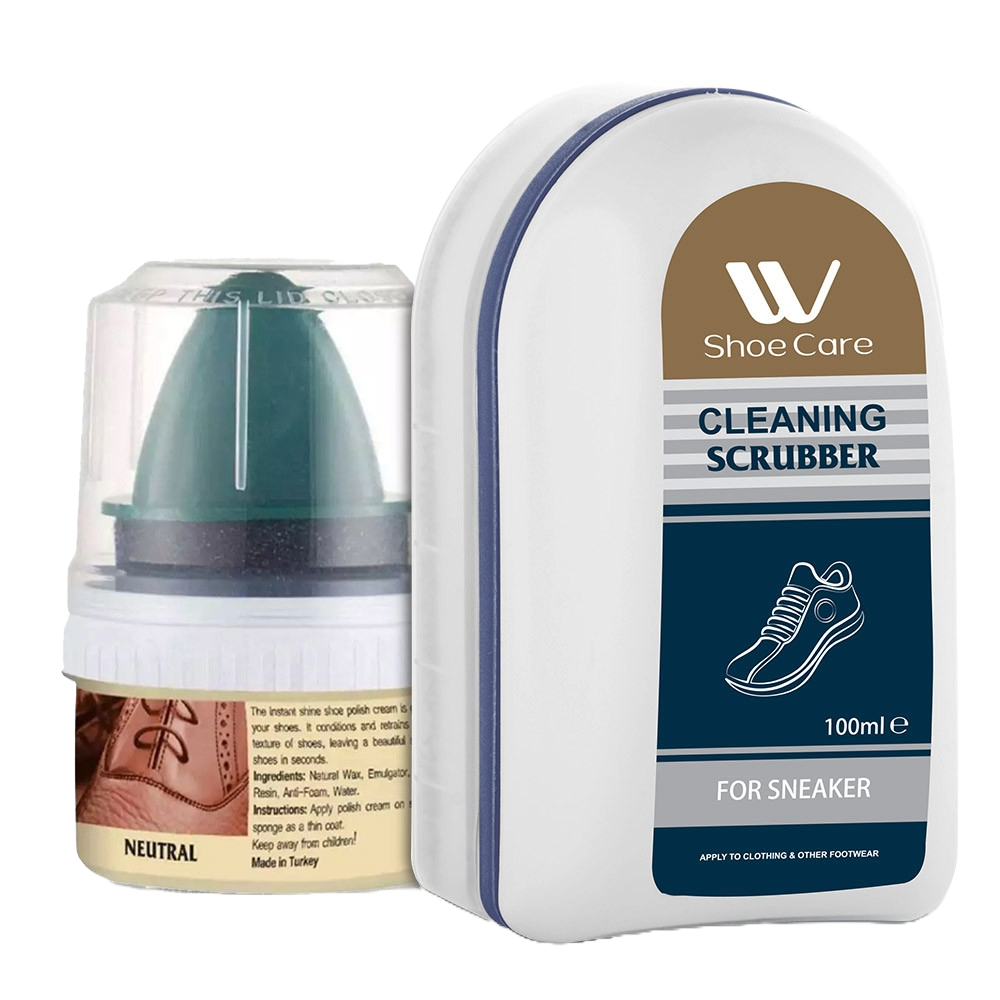 KEEP THIS LID CLOSE
The instant shine shoe polish cream is
your shoes. It conditions and retrains
texture of shoes, leaving a beautiful
shoes in seconds.
Ingredients: Natural Wax, Emulgator,
Resin, Anti-Foam, Water.
Instructions: Apply polish cream on
sponge as a thin coat.
Keep away from children!
Made in Turkey
NEUTRAL
W
Shoe Care
CLEANING
SCRUBBER
100ml ℮
FOR SNEAKER
APPLY TO CLOTHING & OTHER FOOTWEAR